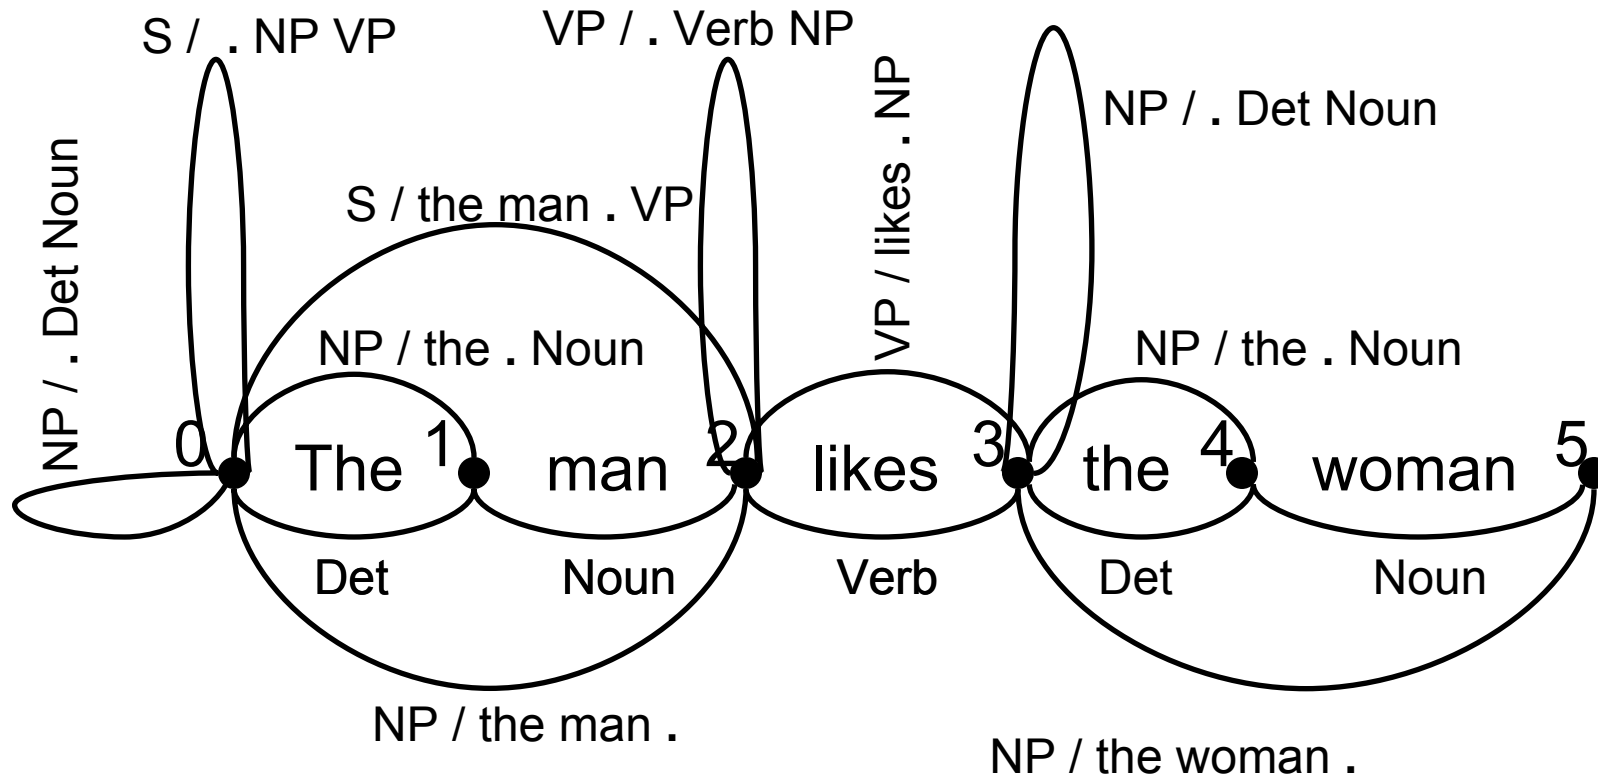 S / . NP VP
VP / . Verb NP
VP / likes . NP
NP / . Det Noun
NP / . Det Noun
S / the man . VP
NP / the . Noun
NP / the . Noun
0 The 1 man 2 likes 3 the 4 woman 5
Det Noun Verb Det Noun
NP / the man .
NP / the woman .